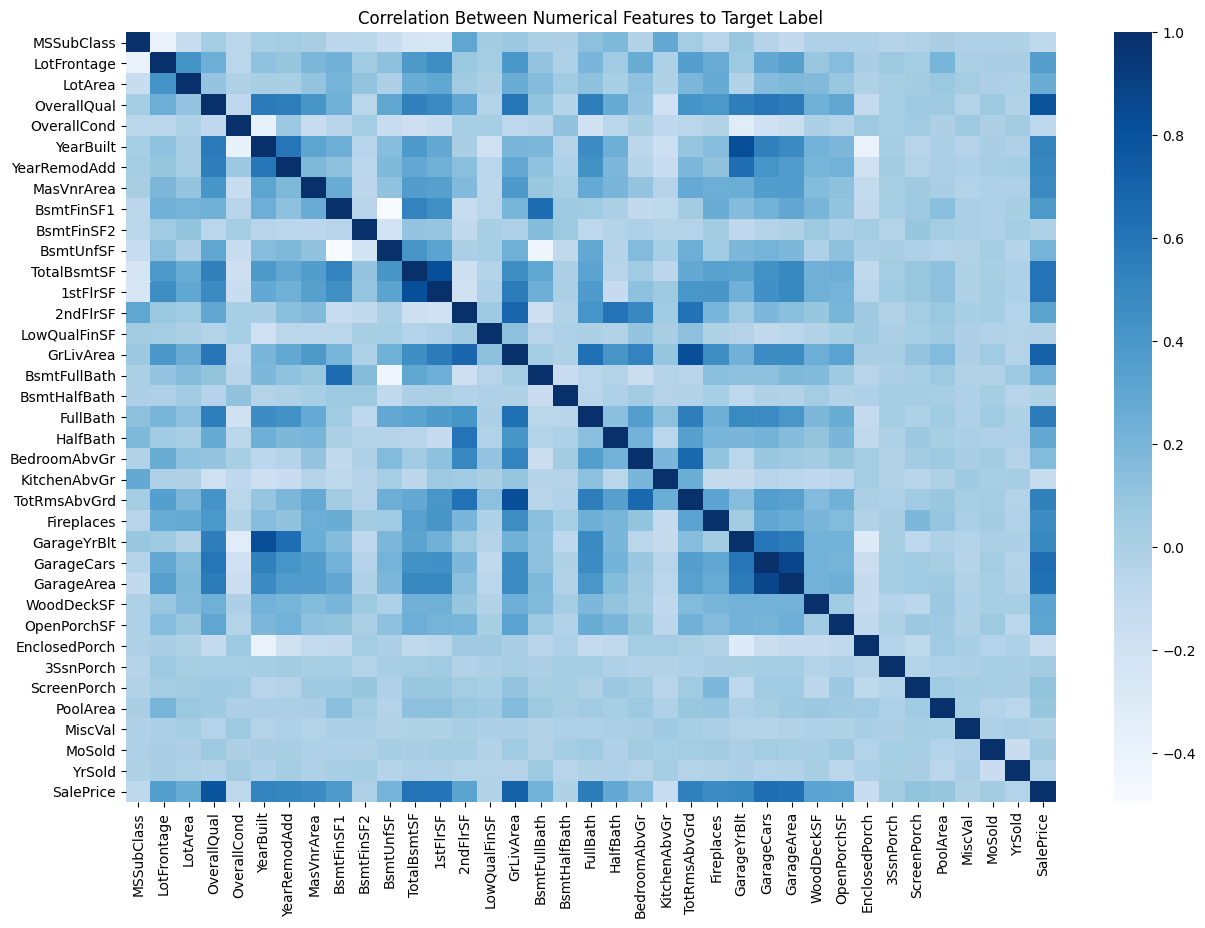 Correlation Between Numerical Features to Target Label
MSSubClass
LotFrontage
LotArea
OverallQual
OverallCond
YearBuilt
YearRemodAdd
MasVnrArea
BsmtFinSF1
BsmtFinSF2
BsmtUnfSF
TotalBsmtSF
1stFlrSF
2ndFlrSF
LowQualFinSF
GrLivArea
BsmtFullBath
BsmtHalfBath
FullBath
HalfBath
BedroomAbvGr
KitchenAbvGr
TotRmsAbvGrd
Fireplaces
GarageYrBlt
GarageCars
GarageArea
WoodDeckSF
OpenPorchSF
EnclosedPorch
3SsnPorch
ScreenPorch
PoolArea
MiscVal
MoSold
YrSold
SalePrice
MSSubClass
LotFrontage
LotArea
OverallQual
OverallCond
YearBuilt
YearRemodAdd
MasVnrArea
BsmtFinSF1
BsmtFinSF2
BsmtUnfSF
TotalBsmtSF
1stFlrSF
2ndFlrSF
LowQualFinSF
GrLivArea
BsmtFullBath
BsmtHalfBath
FullBath
HalfBath
BedroomAbvGr
KitchenAbvGr
TotRmsAbvGrd
Fireplaces
GarageYrBlt
GarageCars
GarageArea
WoodDeckSF
OpenPorchSF
EnclosedPorch
3SsnPorch
ScreenPorch
PoolArea
MiscVal
MoSold
YrSold
SalePrice
1.0
0.8
0.6
0.4
0.2
0.0
−0.2
−0.4